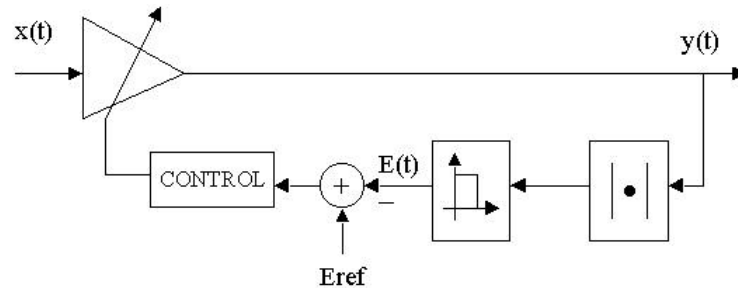 x(t)
y(t)
CONTROL
+
E(t)
–
|•|
Eref